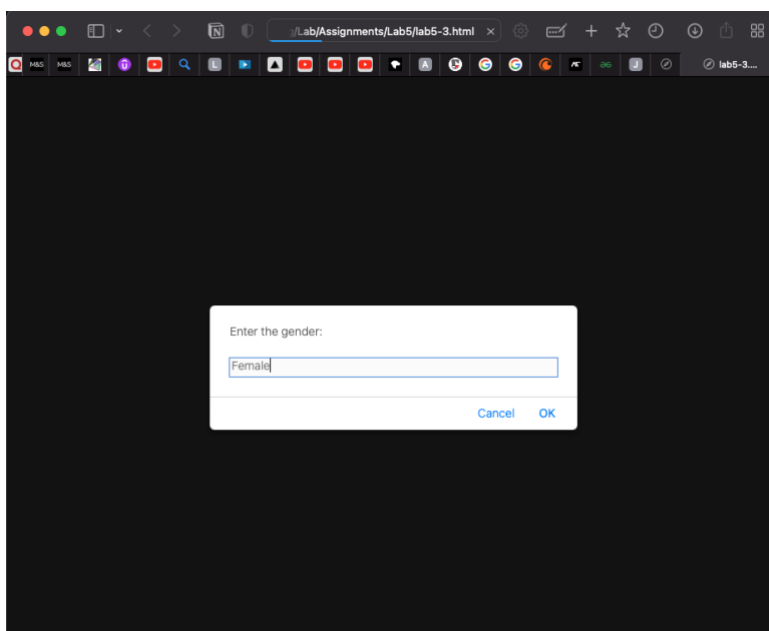 :/Lab/Assignments/Lab5/lab5-3.html
M&S M&S L A J lab5-3....
Enter the gender:
Female
Cancel OK